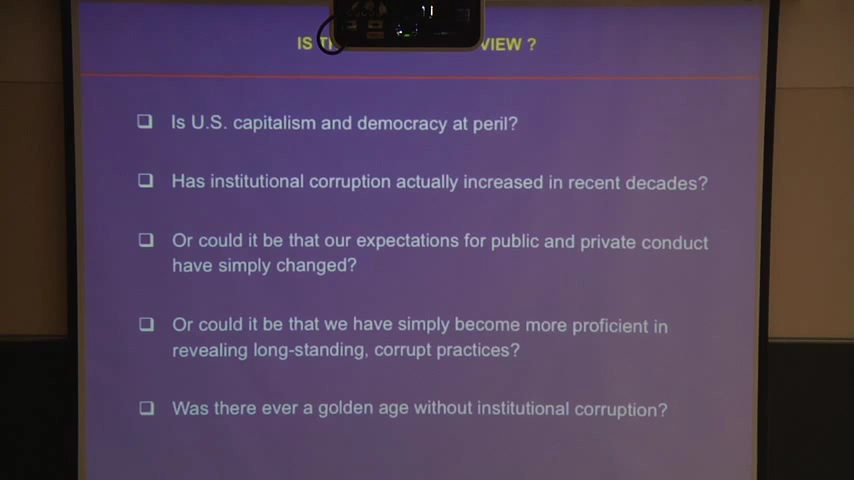 IS VIEW ?
❑ Is U.S. capitalism and democracy at peril?
❑ Has institutional corruption actually increased in recent decades?
❑ Or could it be that our expectations for public and private conduct
have simply changed?
❑ Or could it be that we have simply become more proficient in
revealing long-standing, corrupt practices?
❑ Was there ever a golden age without institutional corruption?